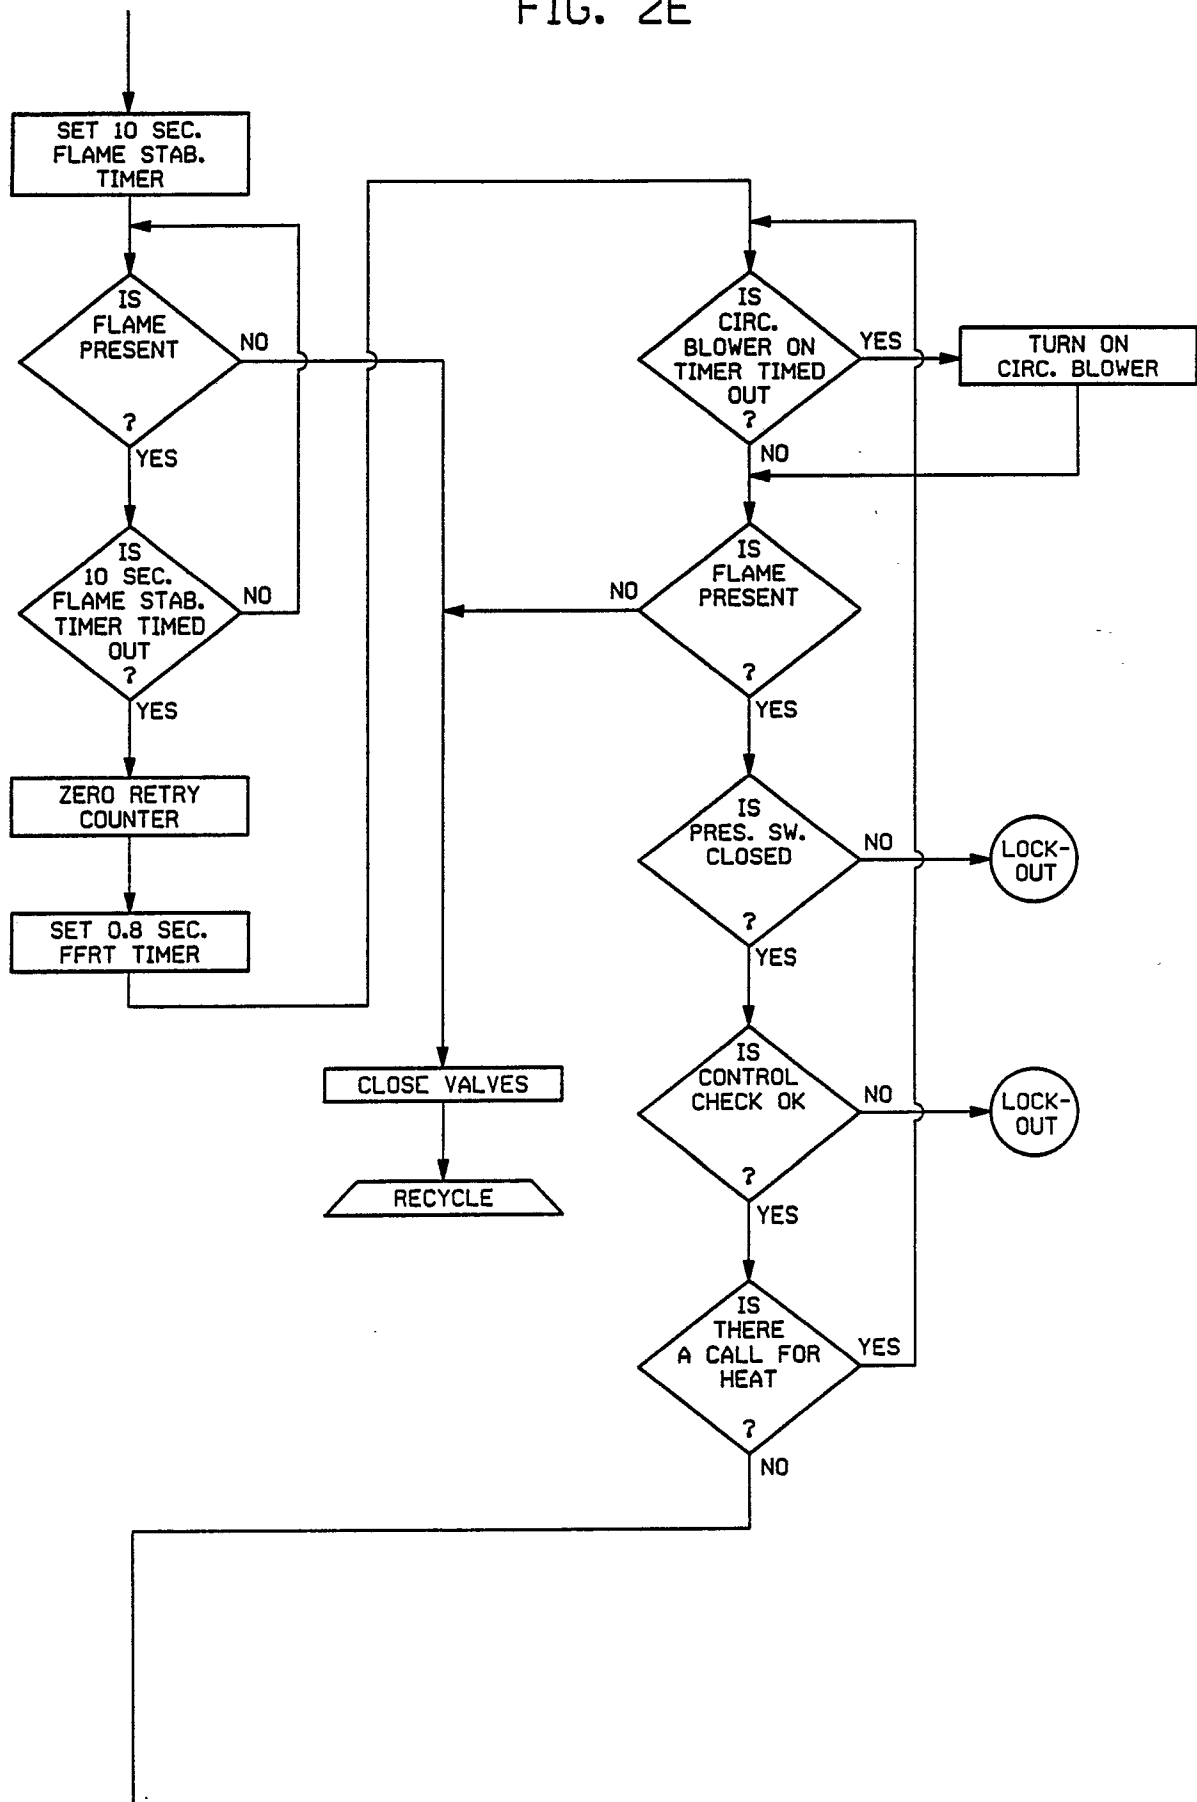 FIG. 2E
SET 10 SEC.
FLAME STAB.
TIMER
IS
FLAME
PRESENT
?
NO
YES
IS
10 SEC.
FLAME STAB.
TIMER TIMED
OUT
?
NO
YES
ZERO RETRY
COUNTER
SET 0.8 SEC.
FFRT TIMER
CLOSE VALVES
RECYCLE
IS
CIRC.
BLOWER ON
TIMER TIMED
OUT
?
YES
TURN ON
CIRC. BLOWER
NO
IS
FLAME
PRESENT
?
NO
YES
IS
PRES. SW.
CLOSED
?
NO
LOCK-
OUT
YES
IS
CONTROL
CHECK OK
?
NO
LOCK-
OUT
YES
IS
THERE
A CALL FOR
HEAT
?
YES
NO